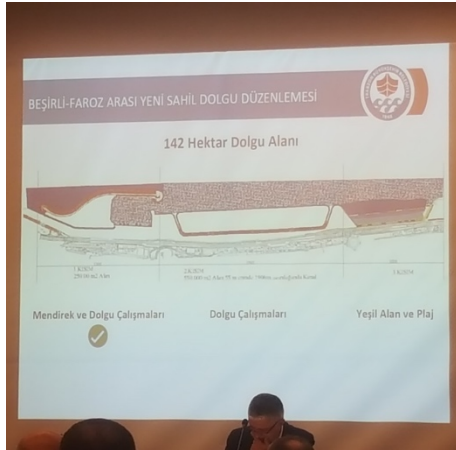 BEŞİRLİ-FAROZ ARASI YENİ SAHİL DOLGU DÜZENLEMESİ
142 Hektar Dolgu Alanı
Mendirek ve Dolgu Çalışmaları
Dolgu Çalışmaları
Yeşil Alan ve Plaj